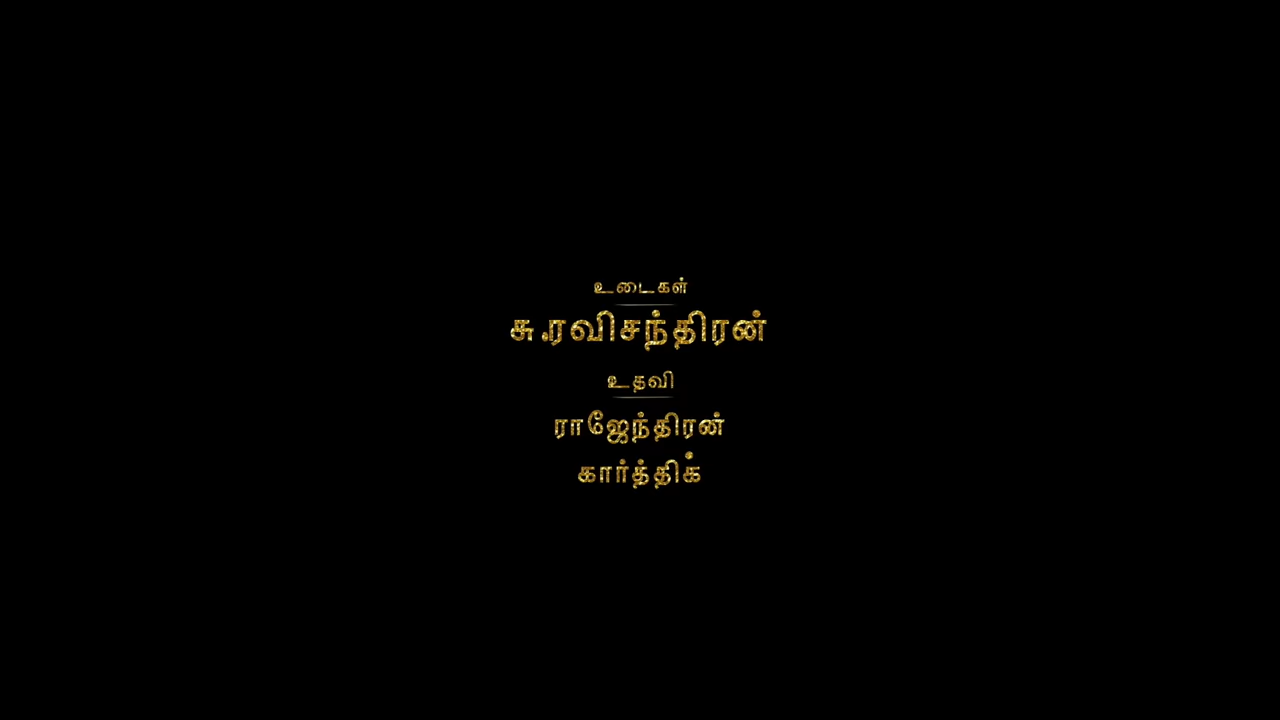 உடைகள்
சு.ரவிசந்திரன்
உதவி
ராஜேந்திரன்
கார்த்திக்